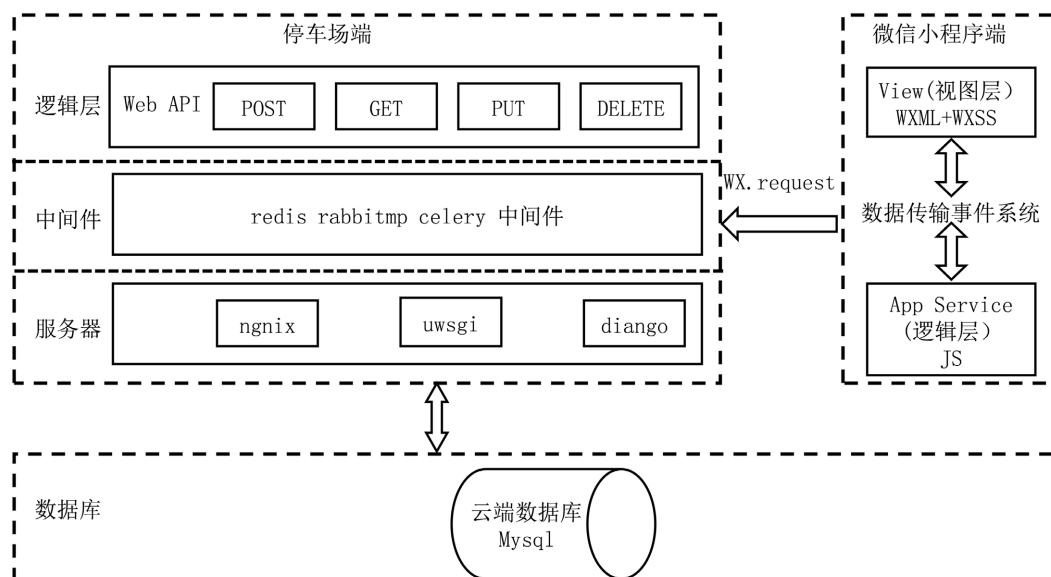 停车场端
逻辑层
Web API
POST
GET
PUT
DELETE
中间件
redis rabbitmp celery 中间件
服务器
ngnix
uwsgi
diango
WX.request
微信小程序端
View(视图层)
WXML+WXSS
数据传输事件系统
App Service
(逻辑层)
JS
数据库
云端数据库
Mysql